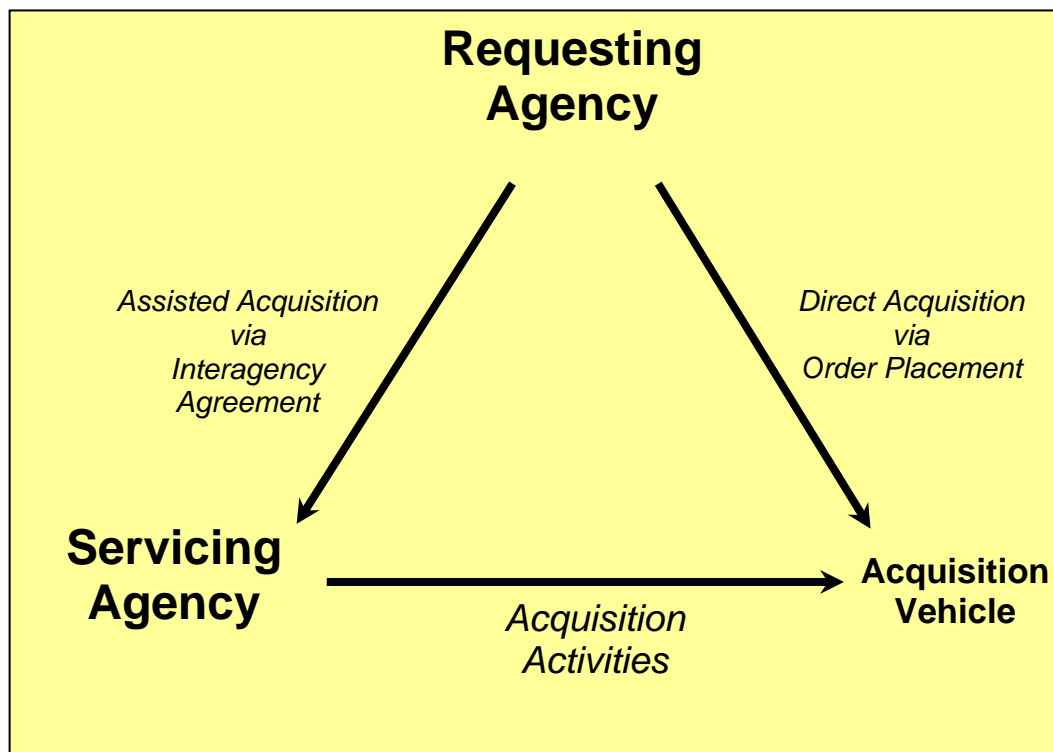 Requesting
Agency
Assisted Acquisition
via
Interagency
Agreement
Direct Acquisition
via
Order Placement
Servicing
Agency
Acquisition
Vehicle
Acquisition
Activities